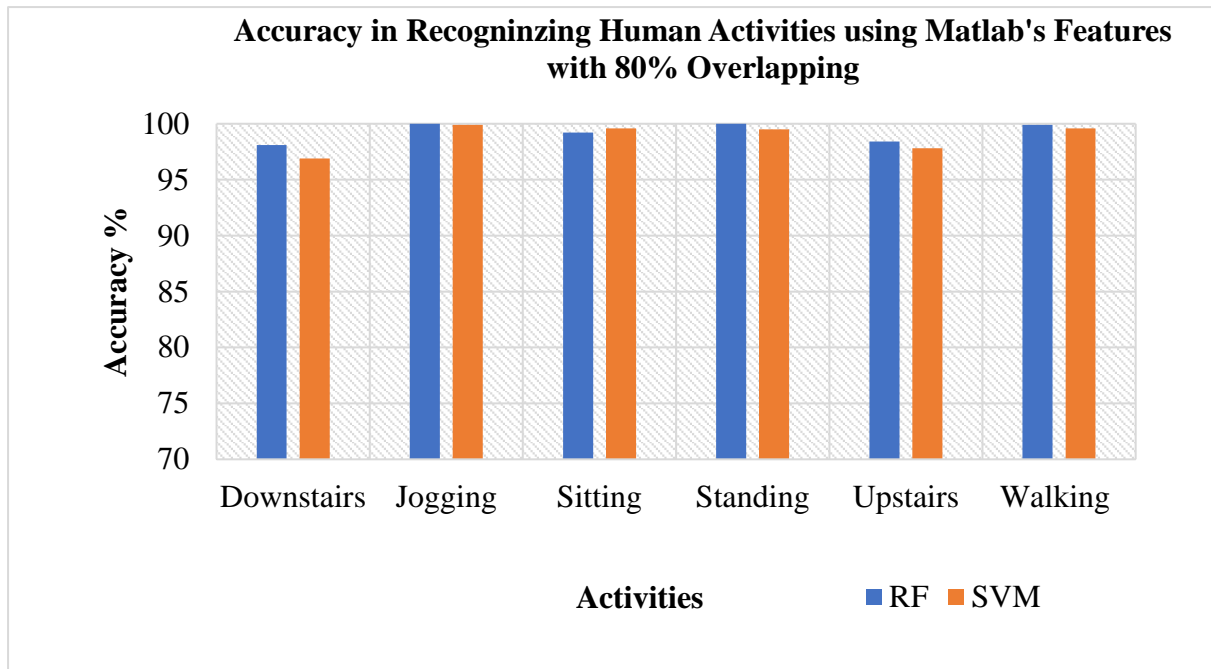 Accuracy in Recogninzing Human Activities using Matlab's Features
with 80% Overlapping
100
95
90
85
80
75
70
Accuracy %
Downstairs Jogging Sitting Standing Upstairs Walking
Activities RF SVM